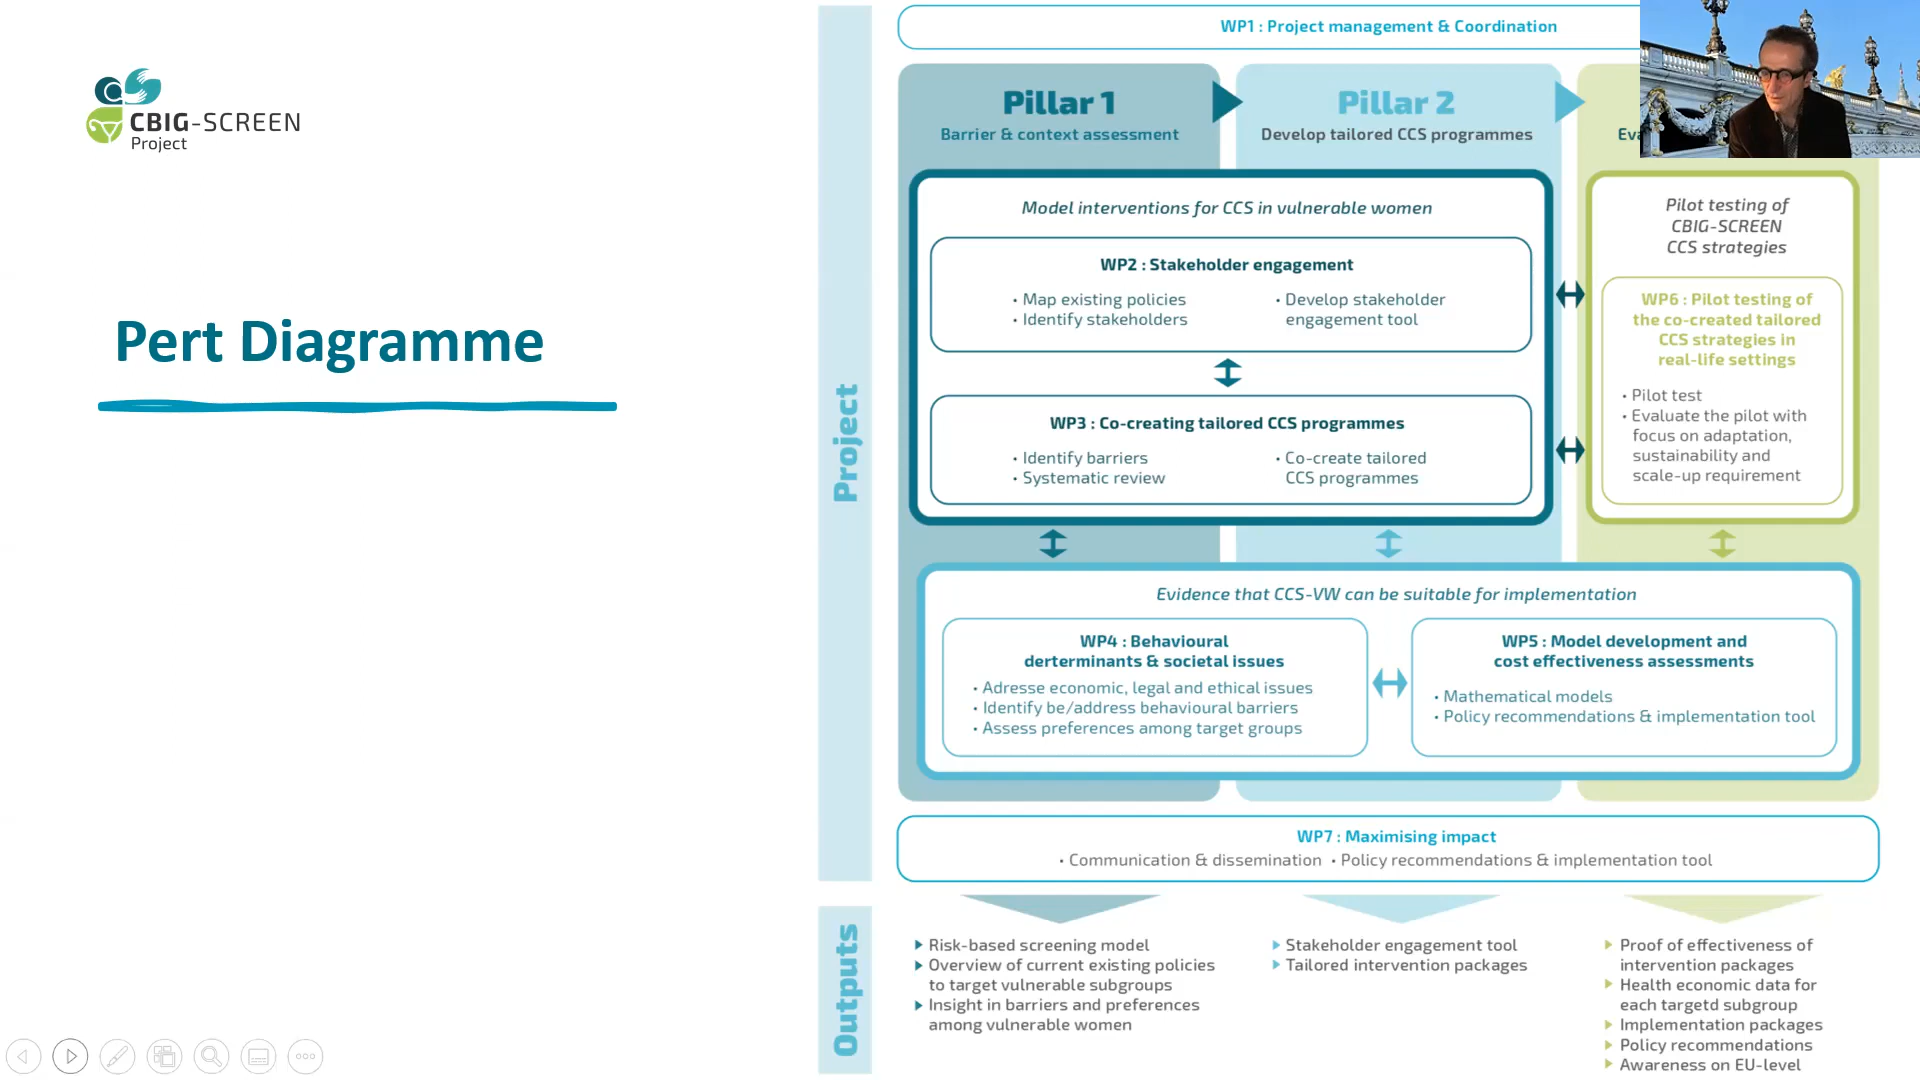 CBIG-SCREEN
Project
Pert Diagramme
Project
WP1 : Project management & Coordination
Pillar 1
Barrier & context assessment
Pillar 2
Develop tailored CCS programmes
Model interventions for CCS in vulnerable women
WP2 : Stakeholder engagement
• Map existing policies
• Identify stakeholders
• Develop stakeholder
engagement tool
WP3 : Co-creating tailored CCS programmes
• Identify barriers
• Systematic review
• Co-create tailored
CCS programmes
Pilot testing of
CBIG-SCREEN
CCS strategies
WP6 : Pilot testing of
the co-created tailored
CCS strategies in
real-life settings
• Pilot test
• Evaluate the pilot with
focus on adaptation,
sustainability and
scale-up requirement
Evidence that CCS-VW can be suitable for implementation
WP4 : Behavioural
derterminants & societal issues
• Adresse economic, legal and ethical issues
• Identify be/address behavioural barriers
• Assess preferences among target groups
WP5 : Model development and
cost effectiveness assessments
• Mathematical models
• Policy recommendations & implementation tool
WP7 : Maximising impact
• Communication & dissemination • Policy recommendations & implementation tool
Outputs
Risk-based screening model
Overview of current existing policies
to target vulnerable subgroups
Insight in barriers and preferences
among vulnerable women
Stakeholder engagement tool
Tailored intervention packages
Proof of effectiveness of
intervention packages
Health economic data for
each targetd subgroup
Implementation packages
Policy recommendations
Awareness on EU-level